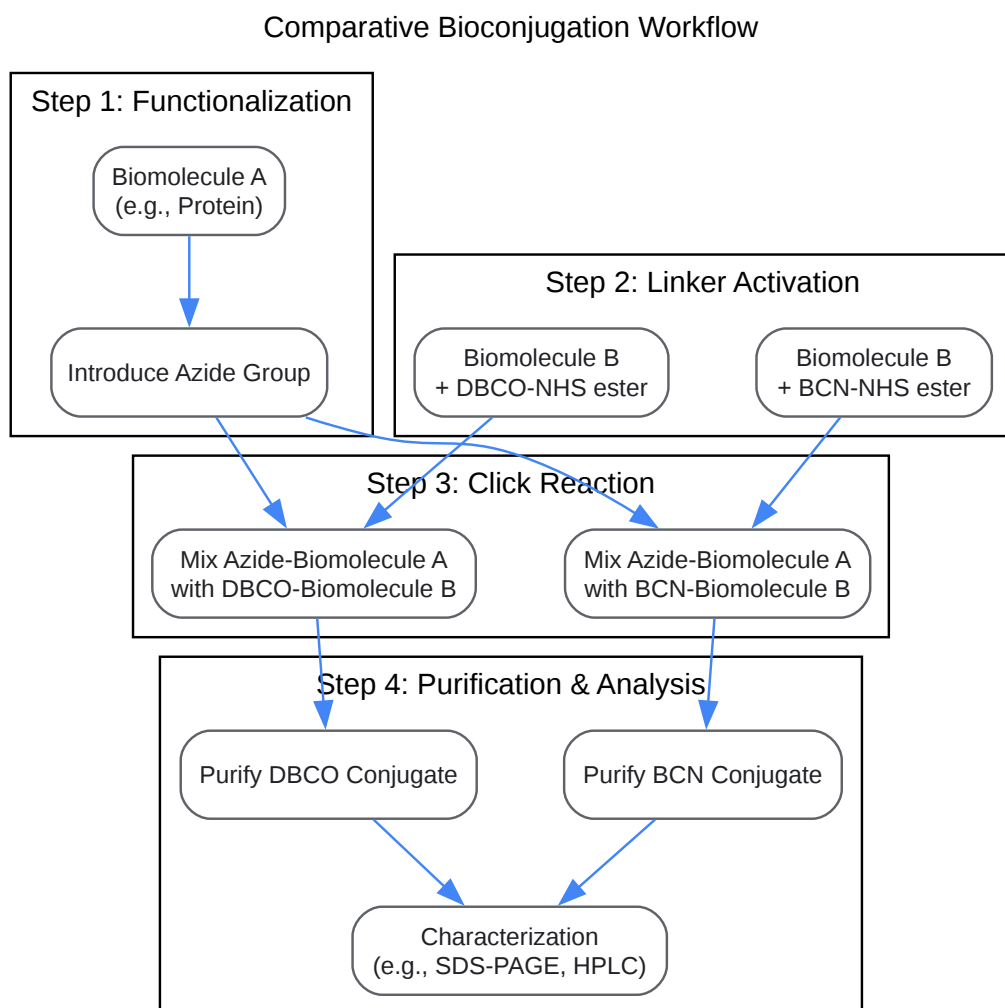 Comparative Bioconjugation Workflow
Step 1: Functionalization
Biomolecule A
(e.g., Protein)
Introduce Azide Group
Step 2: Linker Activation
Biomolecule B
+ DBCO-NHS ester
Biomolecule B
+ BCN-NHS ester
Step 3: Click Reaction
Mix Azide-Biomolecule A
with DBCO-Biomolecule B
Mix Azide-Biomolecule A
with BCN-Biomolecule B
Step 4: Purification & Analysis
Purify DBCO Conjugate
Purify BCN Conjugate
Characterization
(e.g., SDS-PAGE, HPLC)